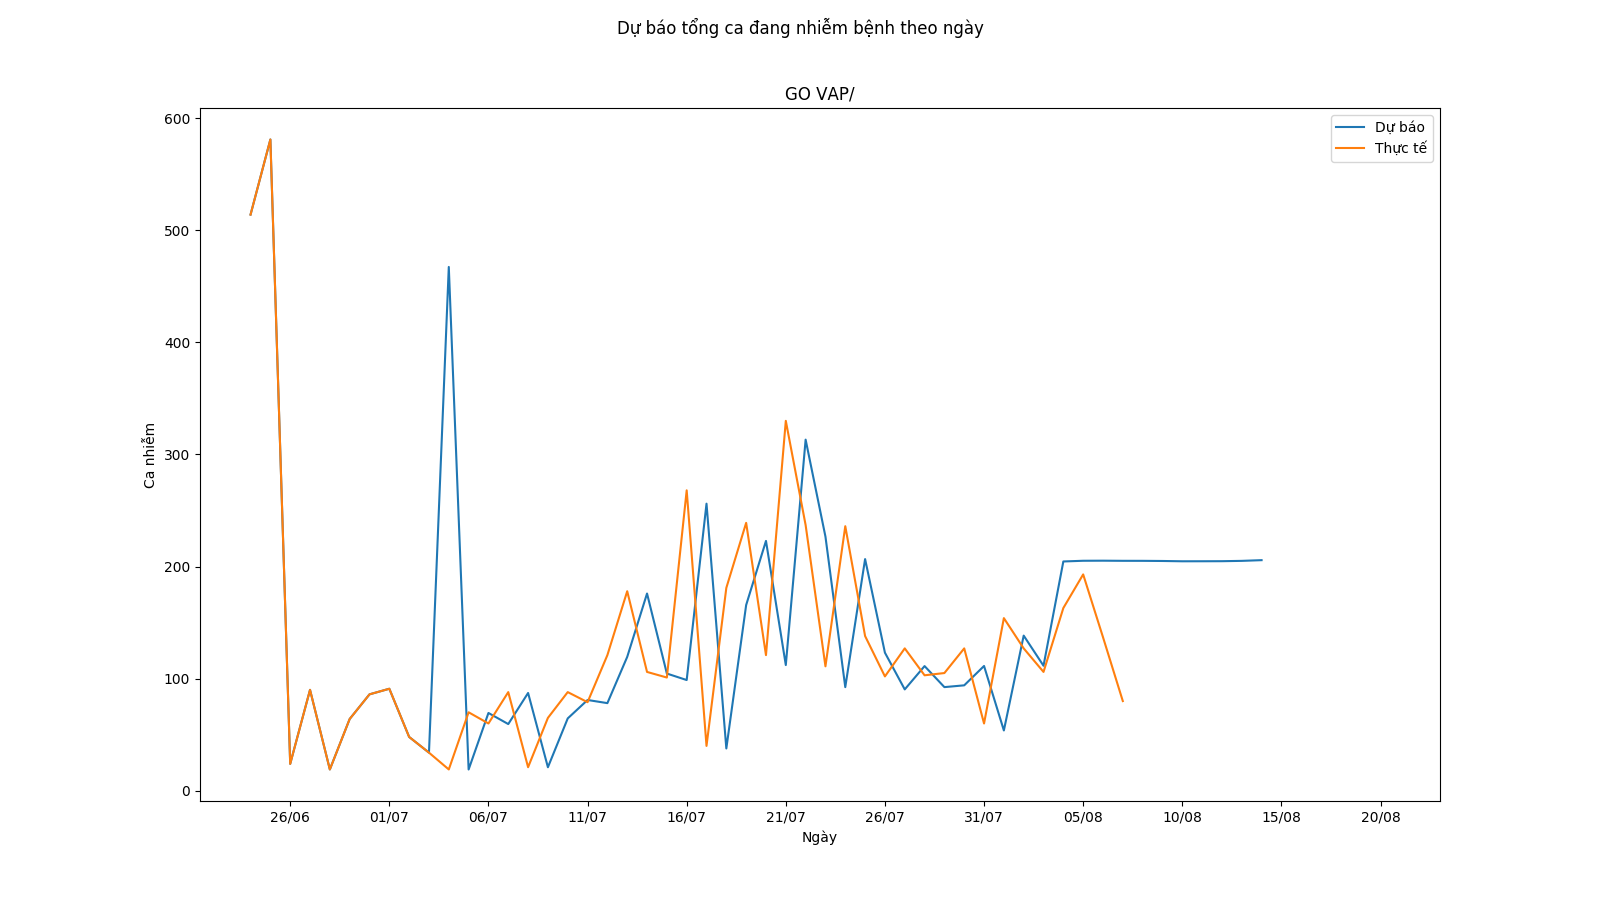 Dự báo tổng ca đang nhiễm bệnh theo ngày
GO VAP/
Dự báo
Thực tế
Ca nhiễm
600
500
400
300
200
100
0
26/06 01/07 06/07 11/07 16/07 21/07 26/07 31/07 05/08 10/08 15/08 20/08
Ngày